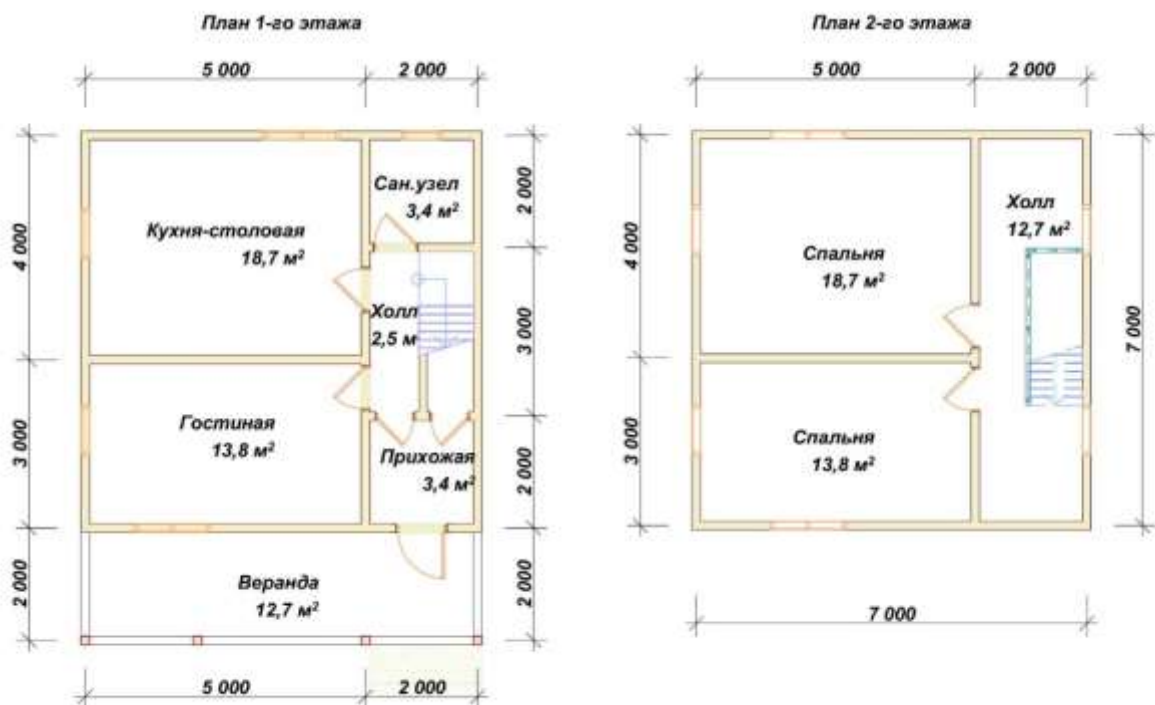 План 1-го этажа
5 000
2 000
4 000
3 000
2 000
Кухня-столовая
18,7 м²
Сан.узел
3,4 м²
Холл
2,5 м
Гостиная
13,8 м²
Прихожая
3,4 м²
Веранда
12,7 м²
2 000
3 000
2 000
2 000
5 000
2 000
План 2-го этажа
5 000
2 000
4 000
3 000
Спальня
18,7 м²
Холл
12,7 м²
Спальня
13,8 м²
7 000
7 000